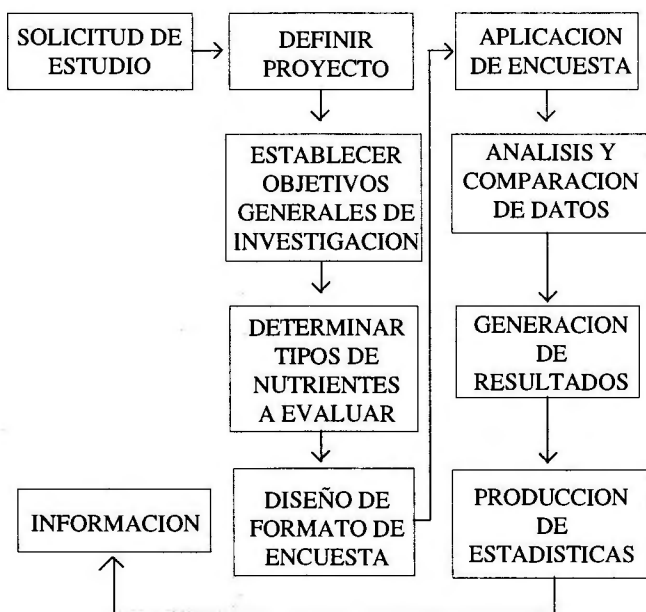 SOLICITUD DE
ESTUDIO
DEFINIR
PROYECTO
ESTABLECER
OBJETIVOS
GENERALES DE
INVESTIGACION
DETERMINAR
TIPOS DE
NUTRIENTES
A EVALUAR
DISEÑO DE
FORMATO DE
ENCUESTA
APLICACION
DE ENCUESTA
ANALISIS Y
COMPARACION
DE DATOS
GENERACION
DE
RESULTADOS
PRODUCCION
DE
ESTADISTICAS
INFORMACION